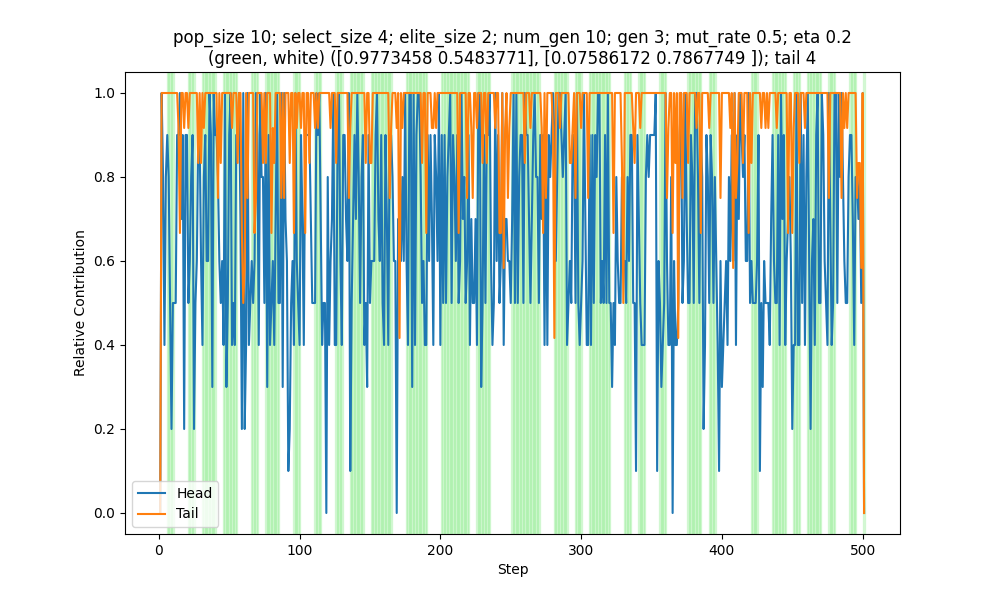 pop_size 10; select_size 4; elite_size 2; num_gen 10; gen 3; mut_rate 0.5; eta 0.2
(green, white) ([0.9773458 0.5483771], [0.07586172 0.7867749 ]); tail 4
1.0
0.8
0.6
0.4
0.2
0.0
Relative Contribution
Head
Tail
0
100
200
300
400
500
Step